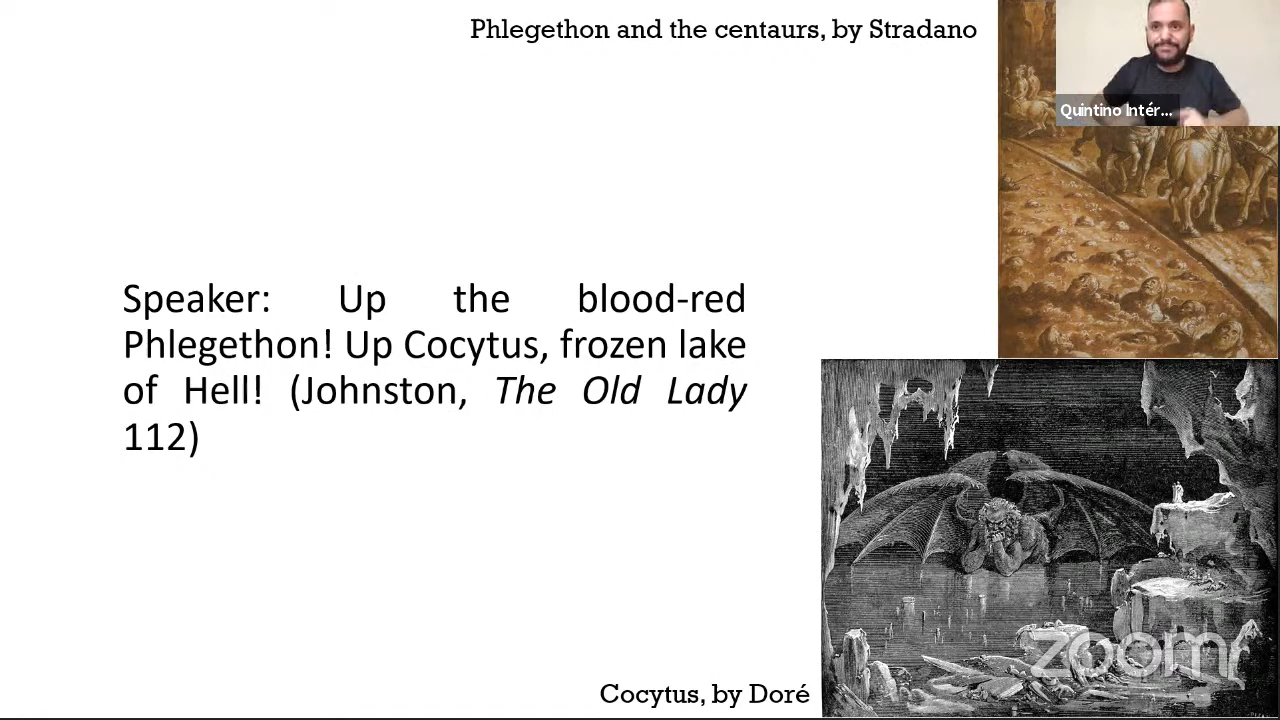 Phlegethon and the centaurs, by Stradano
Quintino Intér...
Speaker: Up the blood-red
Phlegethon! Up Cocytus, frozen lake
of Hell! (Johnston, The Old Lady
112)
zoom
Cocytus, by Doré